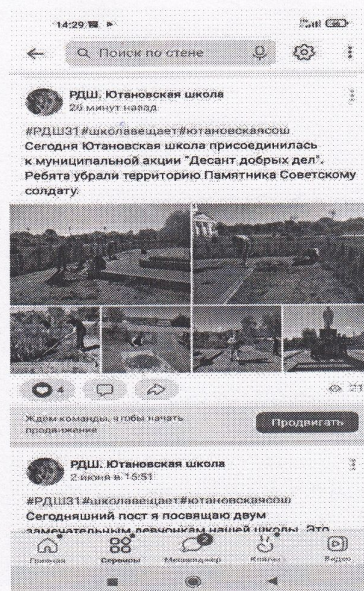 14:29
Поиск по стене
РДШ. Ютановская школа
26 минут назад
#РДШ31#школавещает#ютановскаясош
Сегодня Ютановская школа присоединилась
к муниципальной акции "Десант добрых дел".
Ребята убрали территорию Памятника Советскому
солдату.
4
21
Ждём команды, чтобы начать
продвижение
Продвигать
РДШ. Ютановская школа
2 июня в 15:51
#РДШ31#школавещает#ютановскаясош
Сегодняшний пост я посвящаю двум
замечательным девчонкам нашей школы. Это
2
Главная Сервисы Мессенджер Клипы Видео